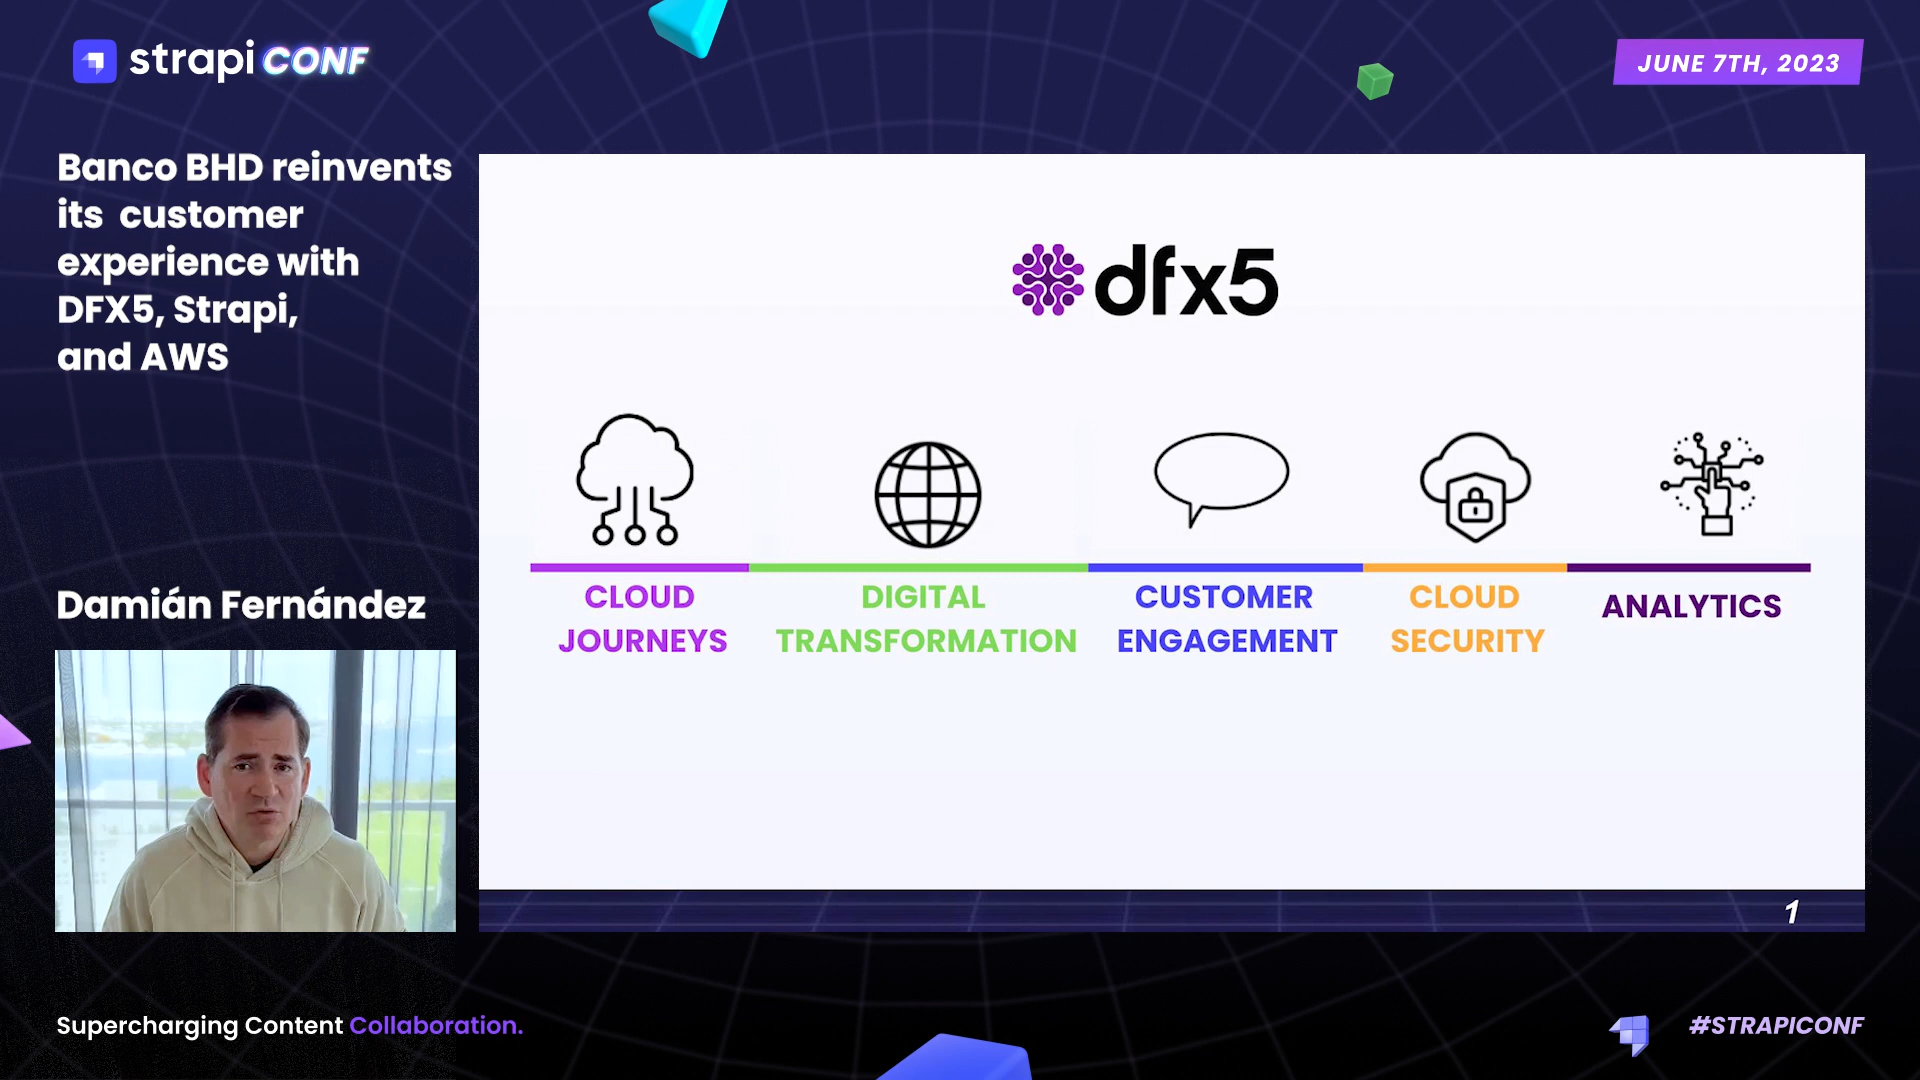 strapi CONF
JUNE 7TH, 2023
Banco BHD reinvents
its customer
experience with
DFX5, Strapi,
and AWS
Damián Fernández
dfx5
CLOUD
JOURNEYS
DIGITAL
TRANSFORMATION
CUSTOMER
ENGAGEMENT
CLOUD
SECURITY
ANALYTICS
1
Supercharging Content Collaboration.
#STRAPICONF